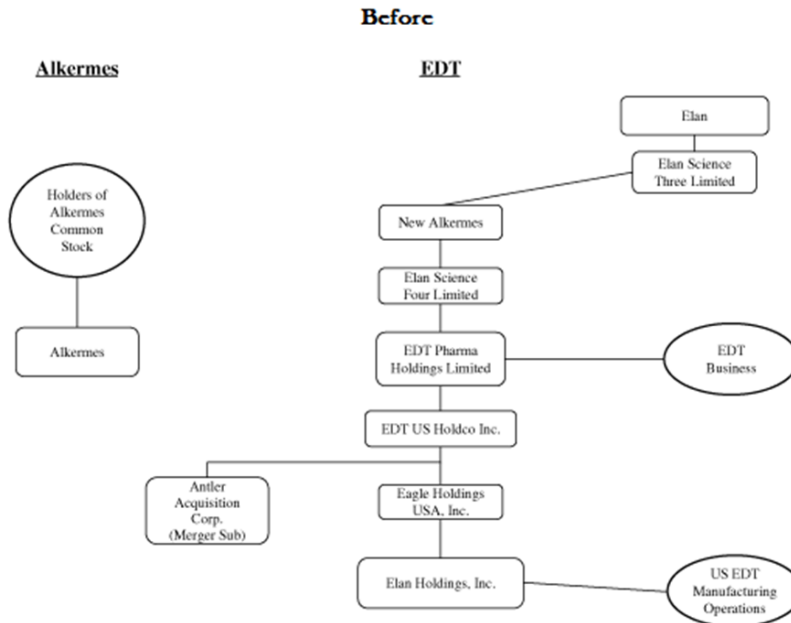 Before
Alkermes
EDT
Elan
Elan Science
Three Limited
Holders of
Alkermes
Common
Stock
New Alkermes
Elan Science
Four Limited
Alkermes
EDT Pharma
Holdings Limited
EDT
Business
EDT US Holdco Inc.
Antler
Acquisition
Corp.
(Merger Sub)
Eagle Holdings
USA, Inc.
Elan Holdings, Inc.
US EDT
Manufacturing
Operations